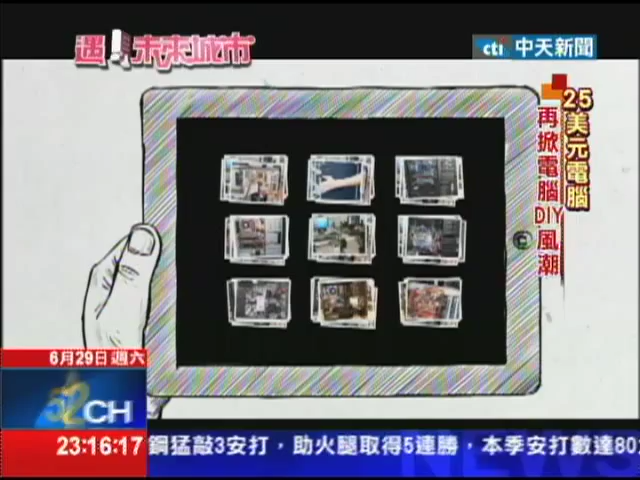 遇見未來城市
cti 中天新聞
25美元電腦
再掀電腦DIY風潮
6月29日週六
52CH
23:16:17
鋼猛敲3安打，助火腿取得5連勝，本季安打數達80
NEWS